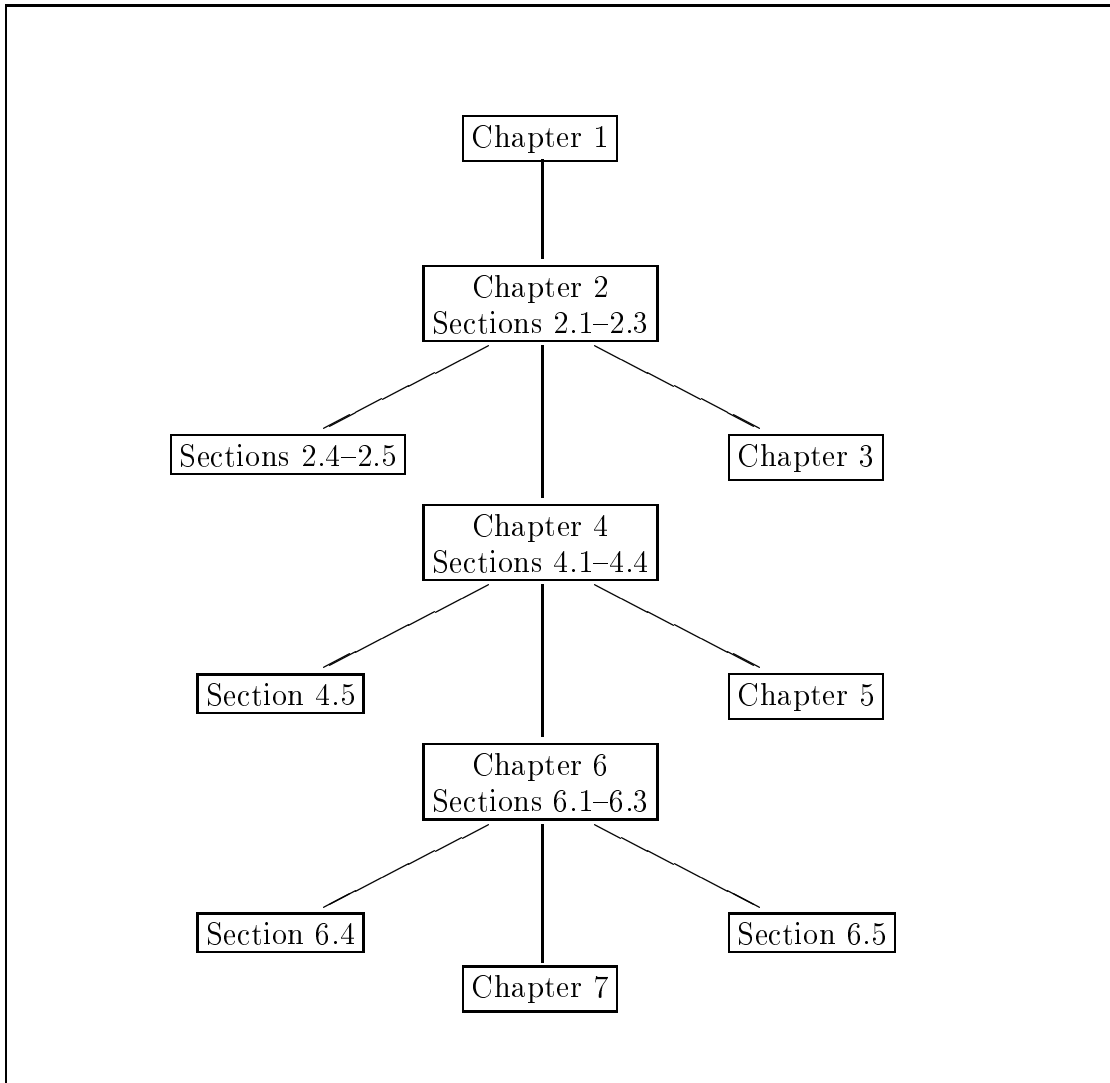 Chapter 1
Chapter 2
Sections 2.1–2.3
Sections 2.4–2.5
Chapter 3
Chapter 4
Sections 4.1–4.4
Section 4.5
Chapter 5
Chapter 6
Sections 6.1–6.3
Section 6.4
Section 6.5
Chapter 7